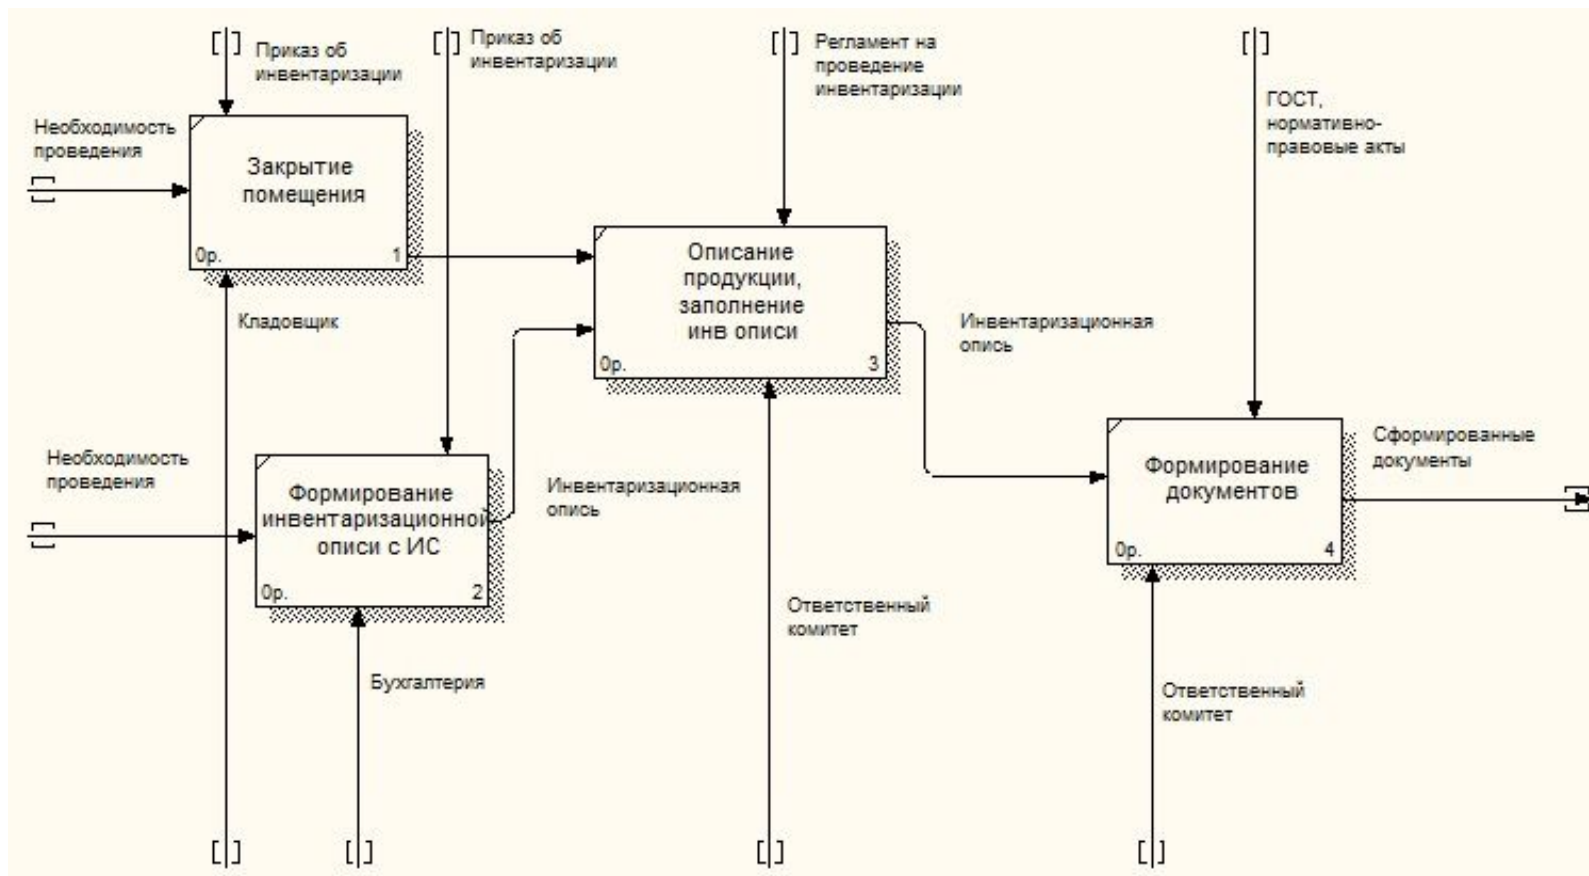 Приказ об
инвентаризации
Приказ об
инвентаризации
Регламент на
проведение
инвентаризации
ГОСТ,
нормативно-
правовые акты
Необходимость
проведения
Закрытие
помещения
0р.
1
Кладовщик
Описание
продукции,
заполнение
инв описи
0р.
3
Инвентаризационная
опись
Необходимость
проведения
Формирование
инвентаризационной
описи с ИС
0р.
2
Инвентаризационная
опись
Формирование
документов
0р.
4
Сформированные
документы
Бухгалтерия
Ответственный
комитет
Ответственный
комитет